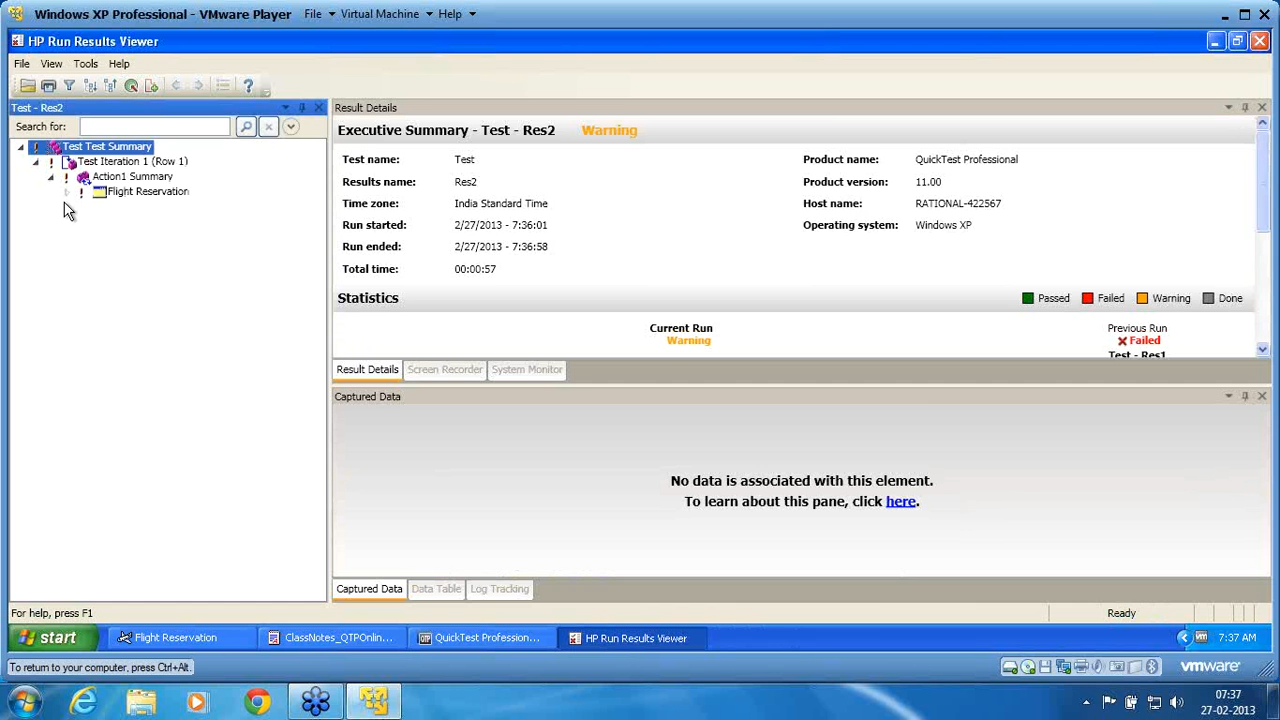 Windows XP Professional - VMware Player File Virtual Machine Help
HP Run Results Viewer
File View Tools Help
Test - Res2
Search for:
Test Test Summary
Test Iteration 1 (Row 1)
Action1 Summary
Flight Reservation
Result Details
Executive Summary - Test - Res2 Warning
Test name: Test Product name: QuickTest Professional
Results name: Res2 Product version: 11.00
Time zone: India Standard Time Host name: RATIONAL-422567
Run started: 2/27/2013 - 7:36:01 Operating system: Windows XP
Run ended: 2/27/2013 - 7:36:58
Total time: 00:00:57
Statistics Passed Failed Warning Done
Current Run Previous Run
Warning Failed
Test - Res1
Result Details Screen Recorder System Monitor
Captured Data
No data is associated with this element.
To learn about this pane, click here.
Captured Data Data Table Log Tracking
For help, press F1 Ready
start Flight Reservation ClassNotes_QTPOnlin... QuickTest Profession... HP Run Results Viewer 7:37 AM
To return to your computer, press Ctrl+Alt. vmware
07:37
27-02-2013